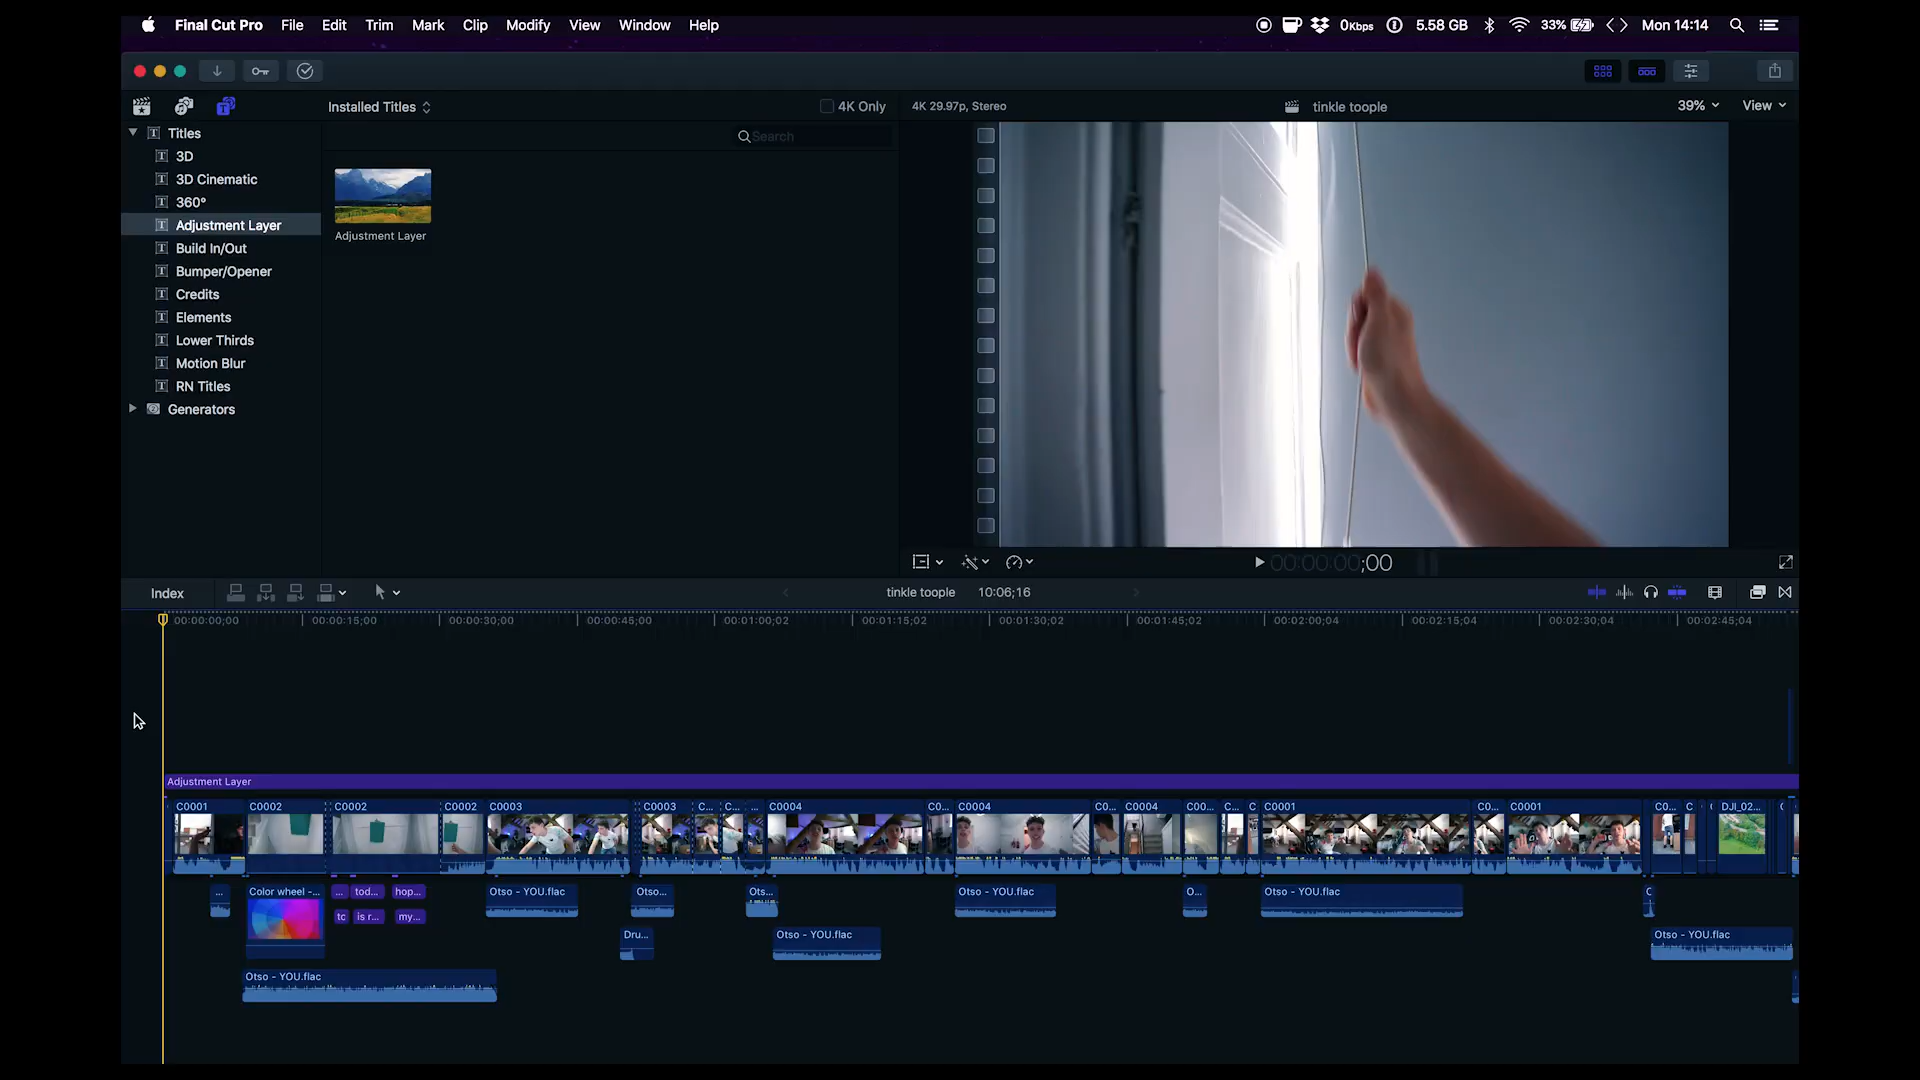 Final Cut Pro File Edit Trim Mark Clip Modify View Window Help 0Kbps 5.58 GB 33% Mon 14:14
Installed Titles 4K Only 4K 29.97p, Stereo tinkle toople 39% View
Search
Titles
3D
3D Cinematic
360°
Adjustment Layer
Build In/Out
Bumper/Opener
Credits
Elements
Lower Thirds
Motion Blur
RN Titles
Generators
Adjustment Layer
00:00:00:00;00
Index tinkle toople 10:06;16
00:00:00;00 00:00:15;00 00:00:30;00 00:00:45;00 00:01:00;02 00:01:15;02 00:01:30;02 00:01:45;02 00:02:00;04 00:02:15;04 00:02:30;04 00:02:45;04
Adjustment Layer
C0001 C0002 C0002 C0002 C0003 C0003 C... C... ... C0004 C0... C0004 C0... C0004 C00... C... C C0001 C0... C0001 C0... C DJI_02...
... Color wheel -... ... tod... hop... Otso - YOU.flac Otso... Ots... Otso - YOU.flac O... Otso - YOU.flac C
tc is r... my...
Dru... Otso - YOU.flac Otso - YOU.flac
Otso - YOU.flac